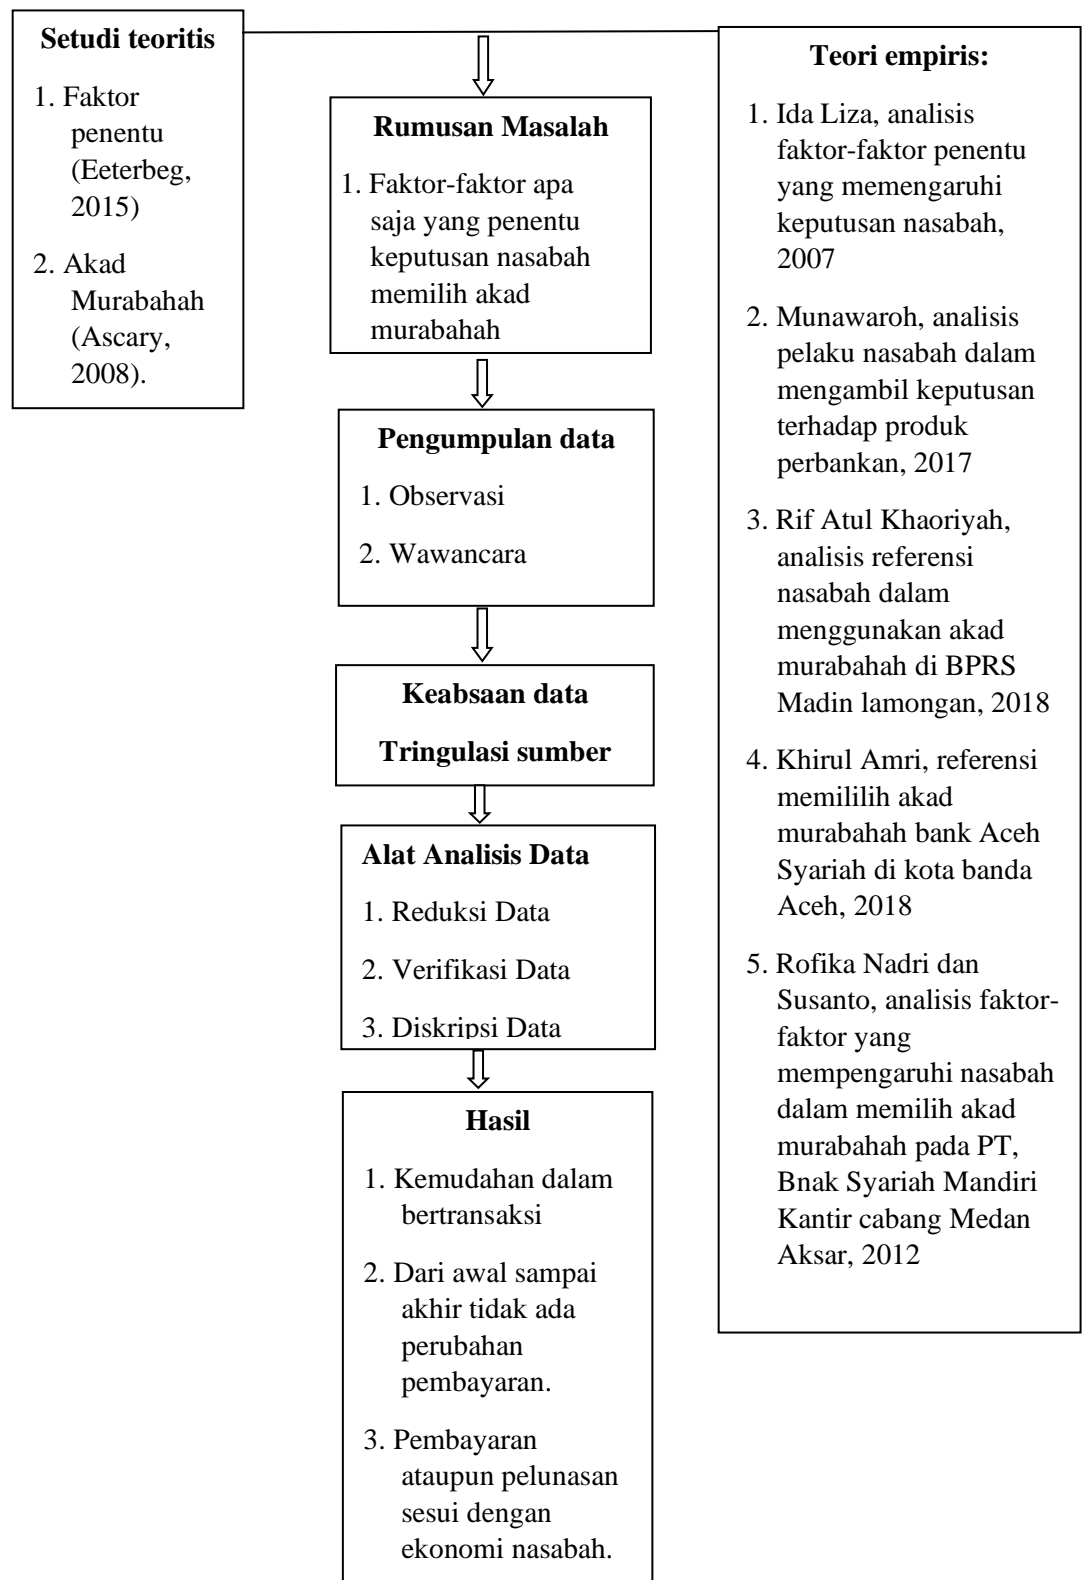 Setudi teoritis
1. Faktor
penentu
(Eeterbeg,
2015)
2. Akad
Murabahah
(Ascary,
2008).
Rumusan Masalah
1. Faktor-faktor apa
saja yang penentu
keputusan nasabah
memilih akad
murabahah
Pengumpulan data
1. Observasi
2. Wawancara
Keabsaan data
Tringulasi sumber
Alat Analisis Data
1. Reduksi Data
2. Verifikasi Data
3. Diskripsi Data
Hasil
1. Kemudahan dalam
bertransaksi
2. Dari awal sampai
akhir tidak ada
perubahan
pembayaran.
3. Pembayaran
ataupun pelunasan
sesui dengan
ekonomi nasabah.
Teori empiris:
1. Ida Liza, analisis
faktor-faktor penentu
yang memengaruhi
keputusan nasabah,
2007
2. Munawaroh, analisis
pelaku nasabah dalam
mengambil keputusan
terhadap produk
perbankan, 2017
3. Rif Atul Khaoriyah,
analisis referensi
nasabah dalam
menggunakan akad
murabahah di BPRS
Madin lamongan, 2018
4. Khirul Amri, referensi
memililih akad
murabahah bank Aceh
Syariah di kota banda
Aceh, 2018
5. Rofika Nadri dan
Susanto, analisis faktor-
faktor yang
mempengaruhi nasabah
dalam memilih akad
murabahah pada PT,
Bnak Syariah Mandiri
Kantir cabang Medan
Aksar, 2012